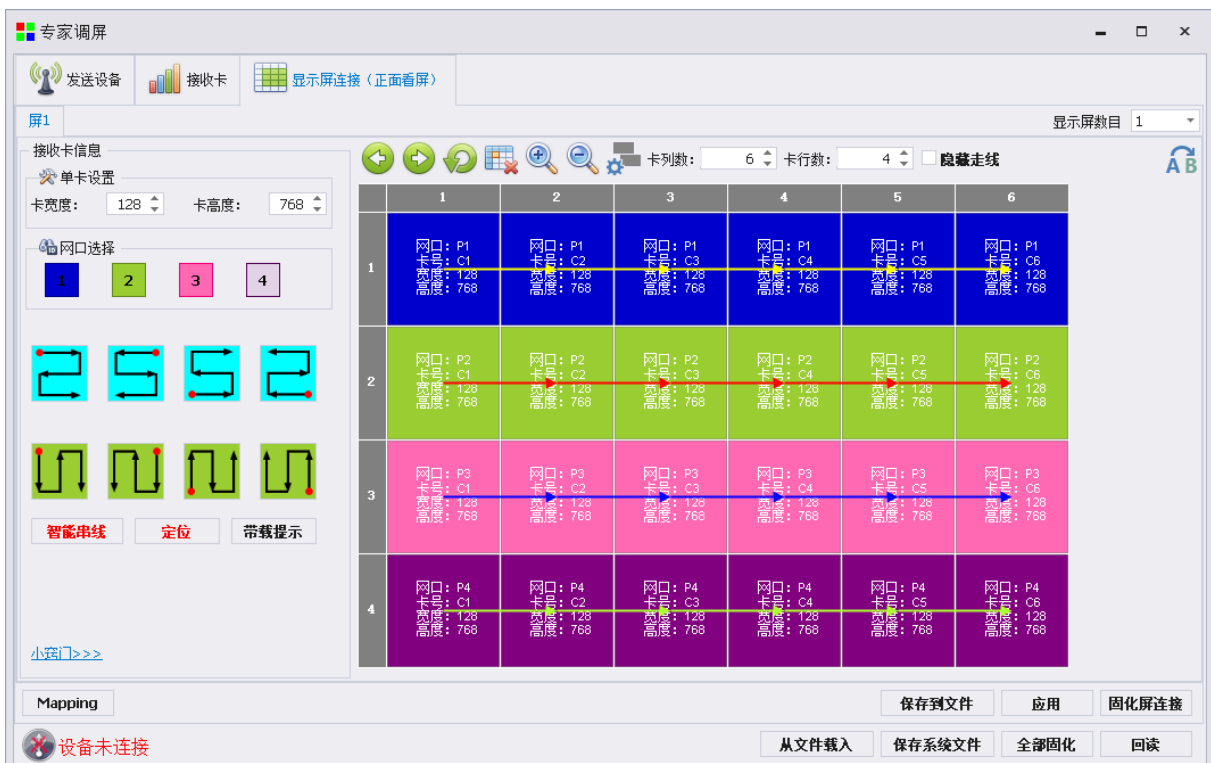 专家调屏
发送设备 接收卡 显示屏连接（正面看屏）
屏1 显示屏数目 1
接收卡信息
卡列数： 6 卡行数： 4 隐藏走线
A B
单卡设置
卡宽度： 128 卡高度： 768
网口选择
1 2 3 4
1 2 3 4 5 6
1
网口：P1 网口：P1 网口：P1 网口：P1 网口：P1 网口：P1
卡号：C1 卡号：C2 卡号：C3 卡号：C4 卡号：C5 卡号：C6
宽度：128 宽度：128 宽度：128 宽度：128 宽度：128 宽度：128
高度：768 高度：768 高度：768 高度：768 高度：768 高度：768
2
网口：P2 网口：P2 网口：P2 网口：P2 网口：P2 网口：P2
卡号：C1 卡号：C2 卡号：C3 卡号：C4 卡号：C5 卡号：C6
宽度：128 宽度：128 宽度：128 宽度：128 宽度：128 宽度：128
高度：768 高度：768 高度：768 高度：768 高度：768 高度：768
3
网口：P3 网口：P3 网口：P3 网口：P3 网口：P3 网口：P3
卡号：C1 卡号：C2 卡号：C3 卡号：C4 卡号：C5 卡号：C6
宽度：128 宽度：128 宽度：128 宽度：128 宽度：128 宽度：128
高度：768 高度：768 高度：768 高度：768 高度：768 高度：768
4
网口：P4 网口：P4 网口：P4 网口：P4 网口：P4 网口：P4
卡号：C1 卡号：C2 卡号：C3 卡号：C4 卡号：C5 卡号：C6
宽度：128 宽度：128 宽度：128 宽度：128 宽度：128 宽度：128
高度：768 高度：768 高度：768 高度：768 高度：768 高度：768
智能串线 定位 带载提示
小窍门>>>
Mapping 保存到文件 应用 固化屏连接
设备未连接 从文件载入 保存系统文件 全部固化 回读